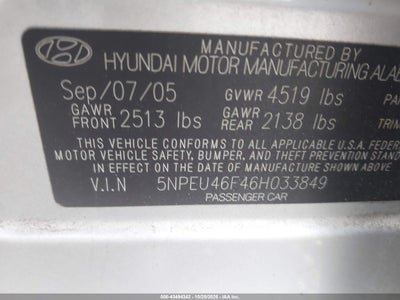 MANUFACTURED BY
HYUNDAI MOTOR MANUFACTURING ALA
Sep/07/05 GVWR 4519 lbs PA
GAWR FRONT 2513 lbs GAWR REAR 2138 lbs TRIM
THIS VEHICLE CONFORMS TO ALL APPLICABLE U.S.A. FEDER
MOTOR VEHICLE SAFETY, BUMPER, AND THEFT PREVENTION STAND
IN EFFECT ON THE DATE OF MANUFACTURE SHOWN ABOVE.
V.I.N 5NPEU46F46H033849
PASSENGER CAR